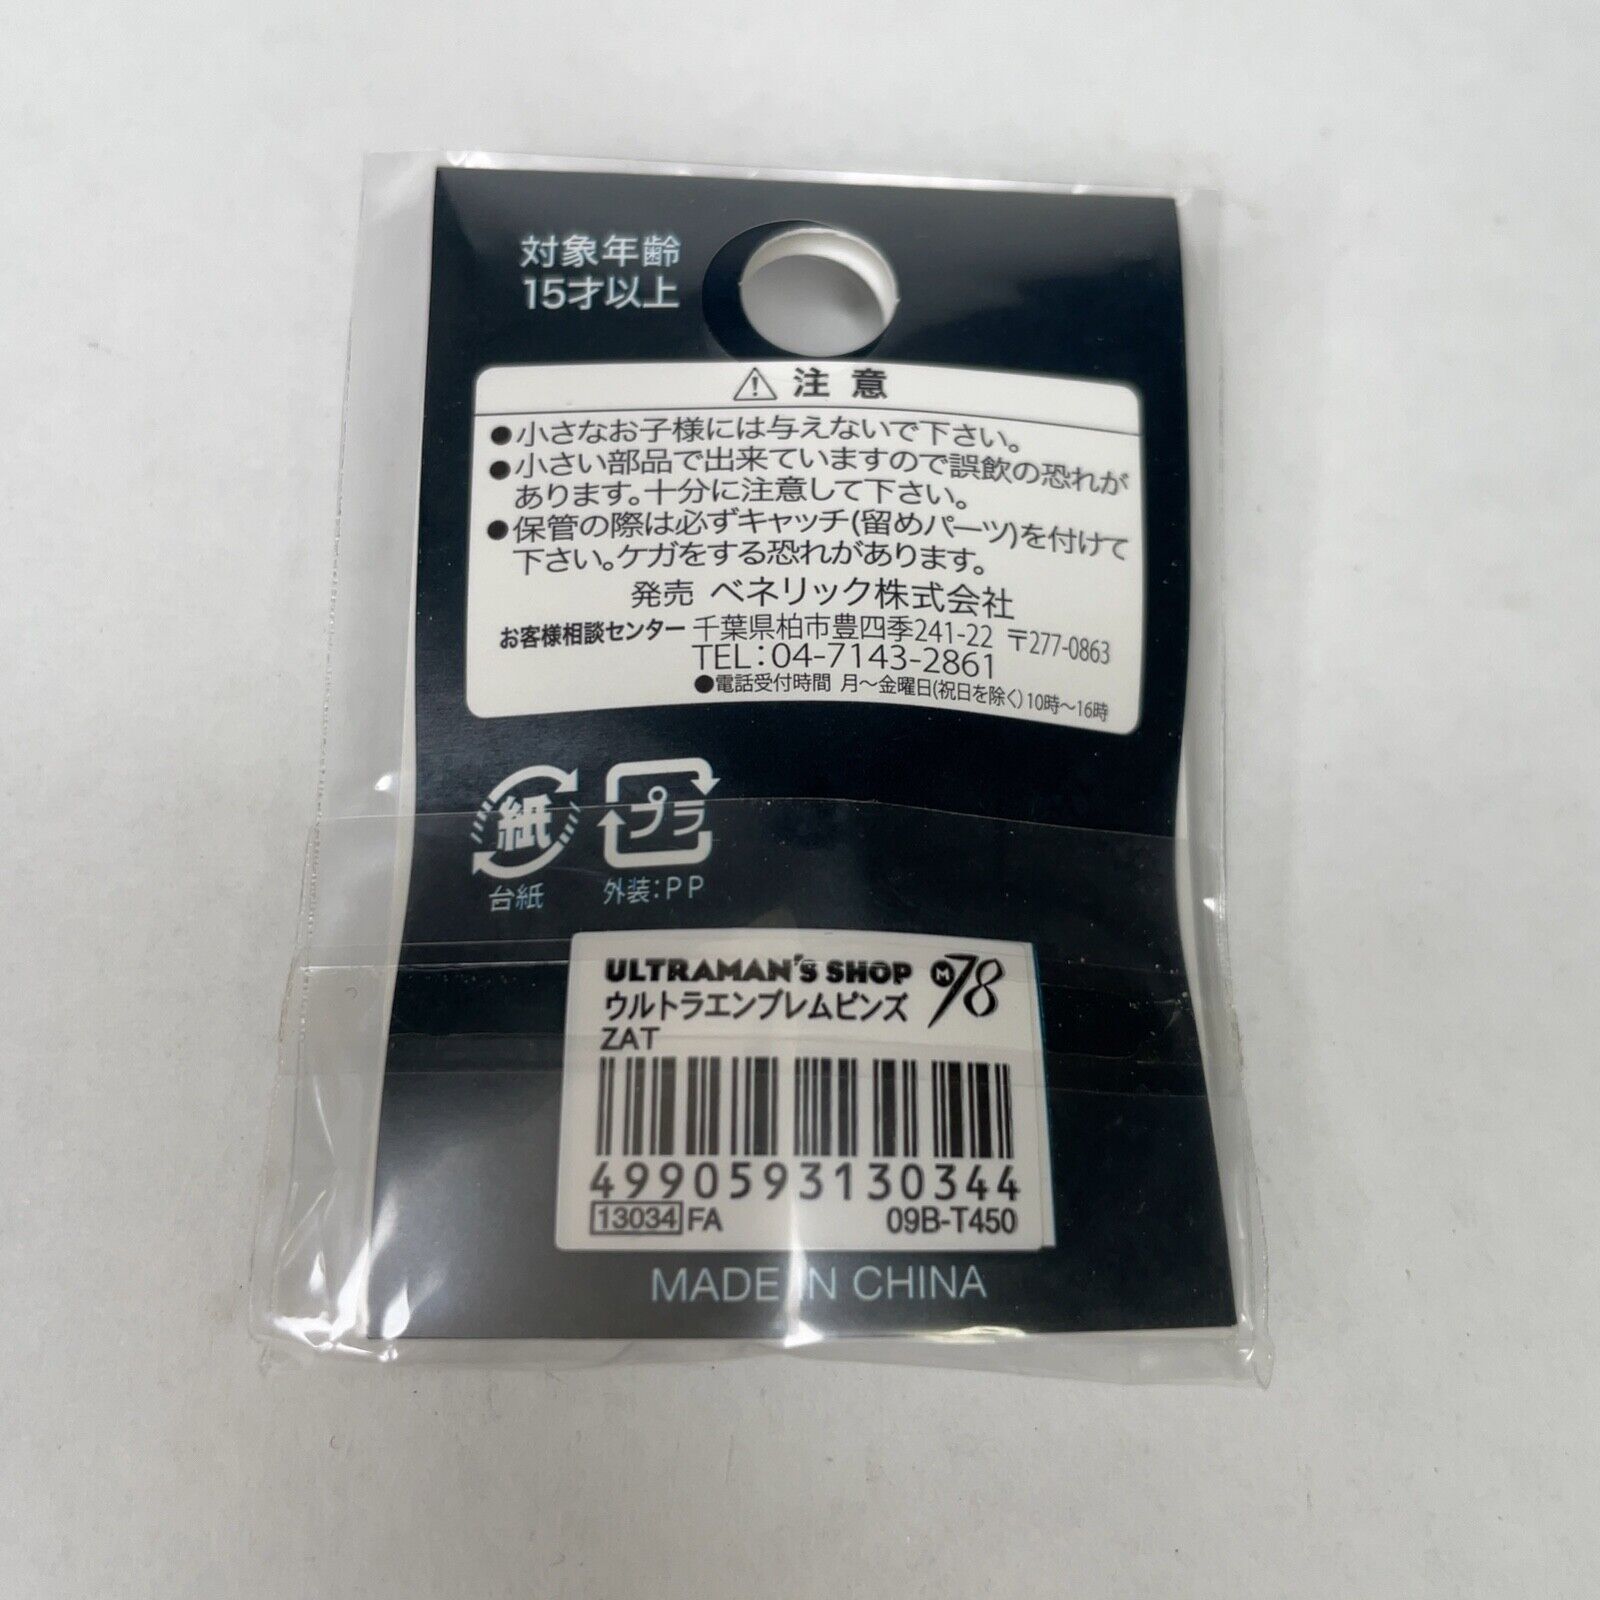 対象年齢
15才以上
⚠ 注意
●小さなお子様には与えないで下さい。
●小さい部品で出来ていますので誤飲の恐れが
あります。十分に注意して下さい。
●保管の際は必ずキャッチ(留めパーツ)を付けて
下さい。ケガをする恐れがあります。
発売 ベネリック株式会社
お客様相談センター 千葉県柏市豊四季241-22 〒277-0863
TEL:04-7143-2861
●電話受付時間 月～金曜日(祝日を除く)10時～16時
紙 プラ
台紙 外装:PP
ULTRAMAN'S SHOP M78
ウルトラエンブレムピンズ
ZAT
4990593130344
13034 FA 09B-T450
MADE IN CHINA